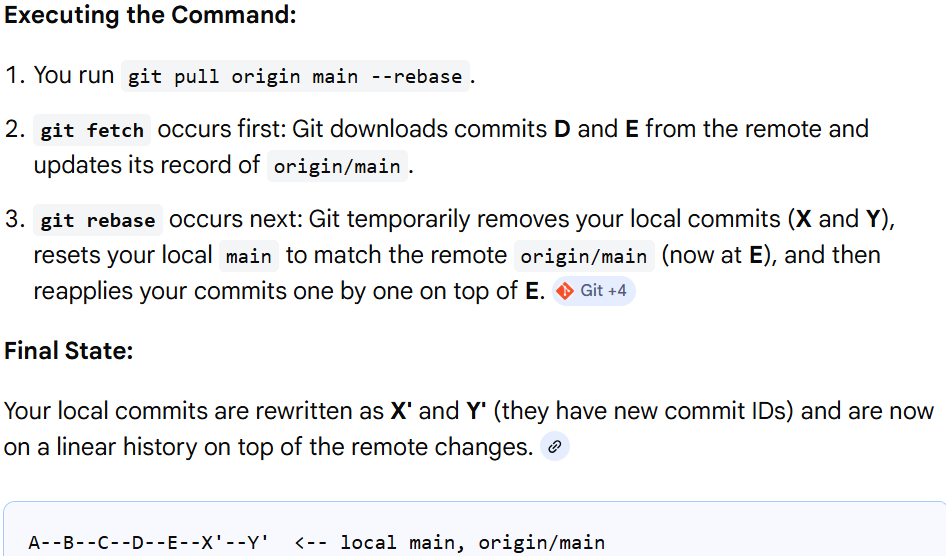 Executing the Command:
1. You run git pull origin main --rebase.
2. git fetch occurs first: Git downloads commits D and E from the remote and
updates its record of origin/main.
3. git rebase occurs next: Git temporarily removes your local commits (X and Y),
resets your local main to match the remote origin/main (now at E), and then
reapplies your commits one by one on top of E. Git +4
Final State:
Your local commits are rewritten as X' and Y' (they have new commit IDs) and are now
on a linear history on top of the remote changes.
A--B--C--D--E--X'--Y'  <-- local main, origin/main